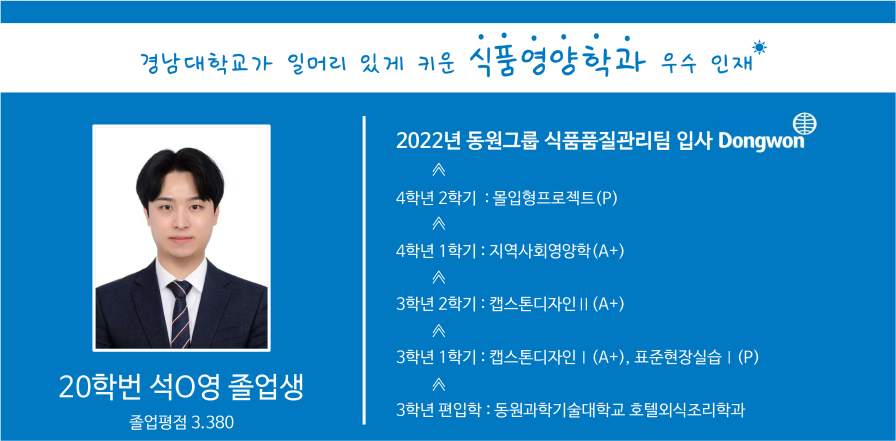 경남대학교가 일머리 있게 키운 식품영양학과 우수 인재
2022년 동원그룹 식품품질관리팀 입사 Dongwon
4학년 2학기 : 몰입형프로젝트(P)
4학년 1학기 : 지역사회영양학(A+)
3학년 2학기 : 캡스톤디자인Ⅱ(A+)
3학년 1학기 : 캡스톤디자인Ⅰ(A+), 표준현장실습Ⅰ(P)
3학년 편입학 : 동원과학기술대학교 호텔외식조리학과
20학번 석O영 졸업생
졸업평점 3.380